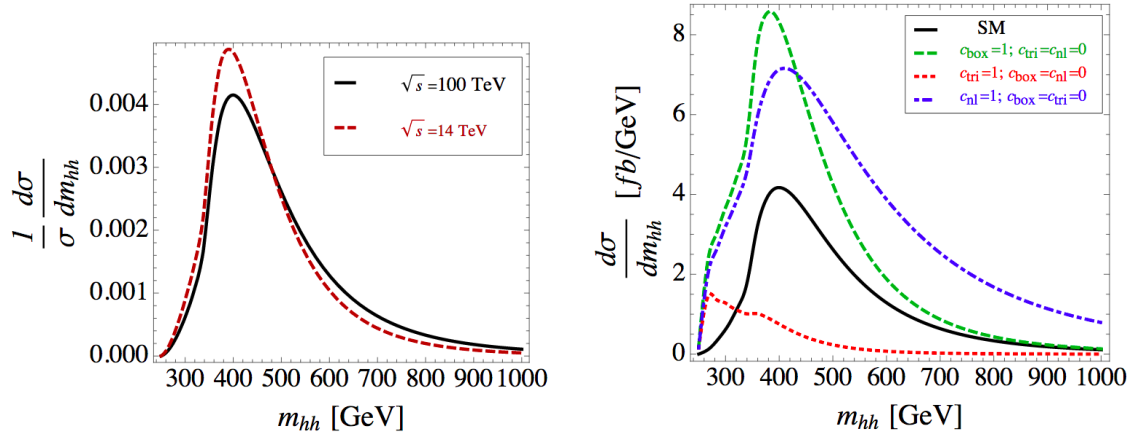 1/σ dσ/dm_hh
0.004
0.003
0.002
0.001
0.000
300 400 500 600 700 800 900 1000
m_hh [GeV]
√s =100 TeV
√s =14 TeV
dσ/dm_hh [fb/GeV]
8
6
4
2
0
300 400 500 600 700 800 900 1000
m_hh [GeV]
SM
c_box=1; c_tri=c_nl=0
c_tri=1; c_box=c_nl=0
c_nl=1; c_box=c_tri=0